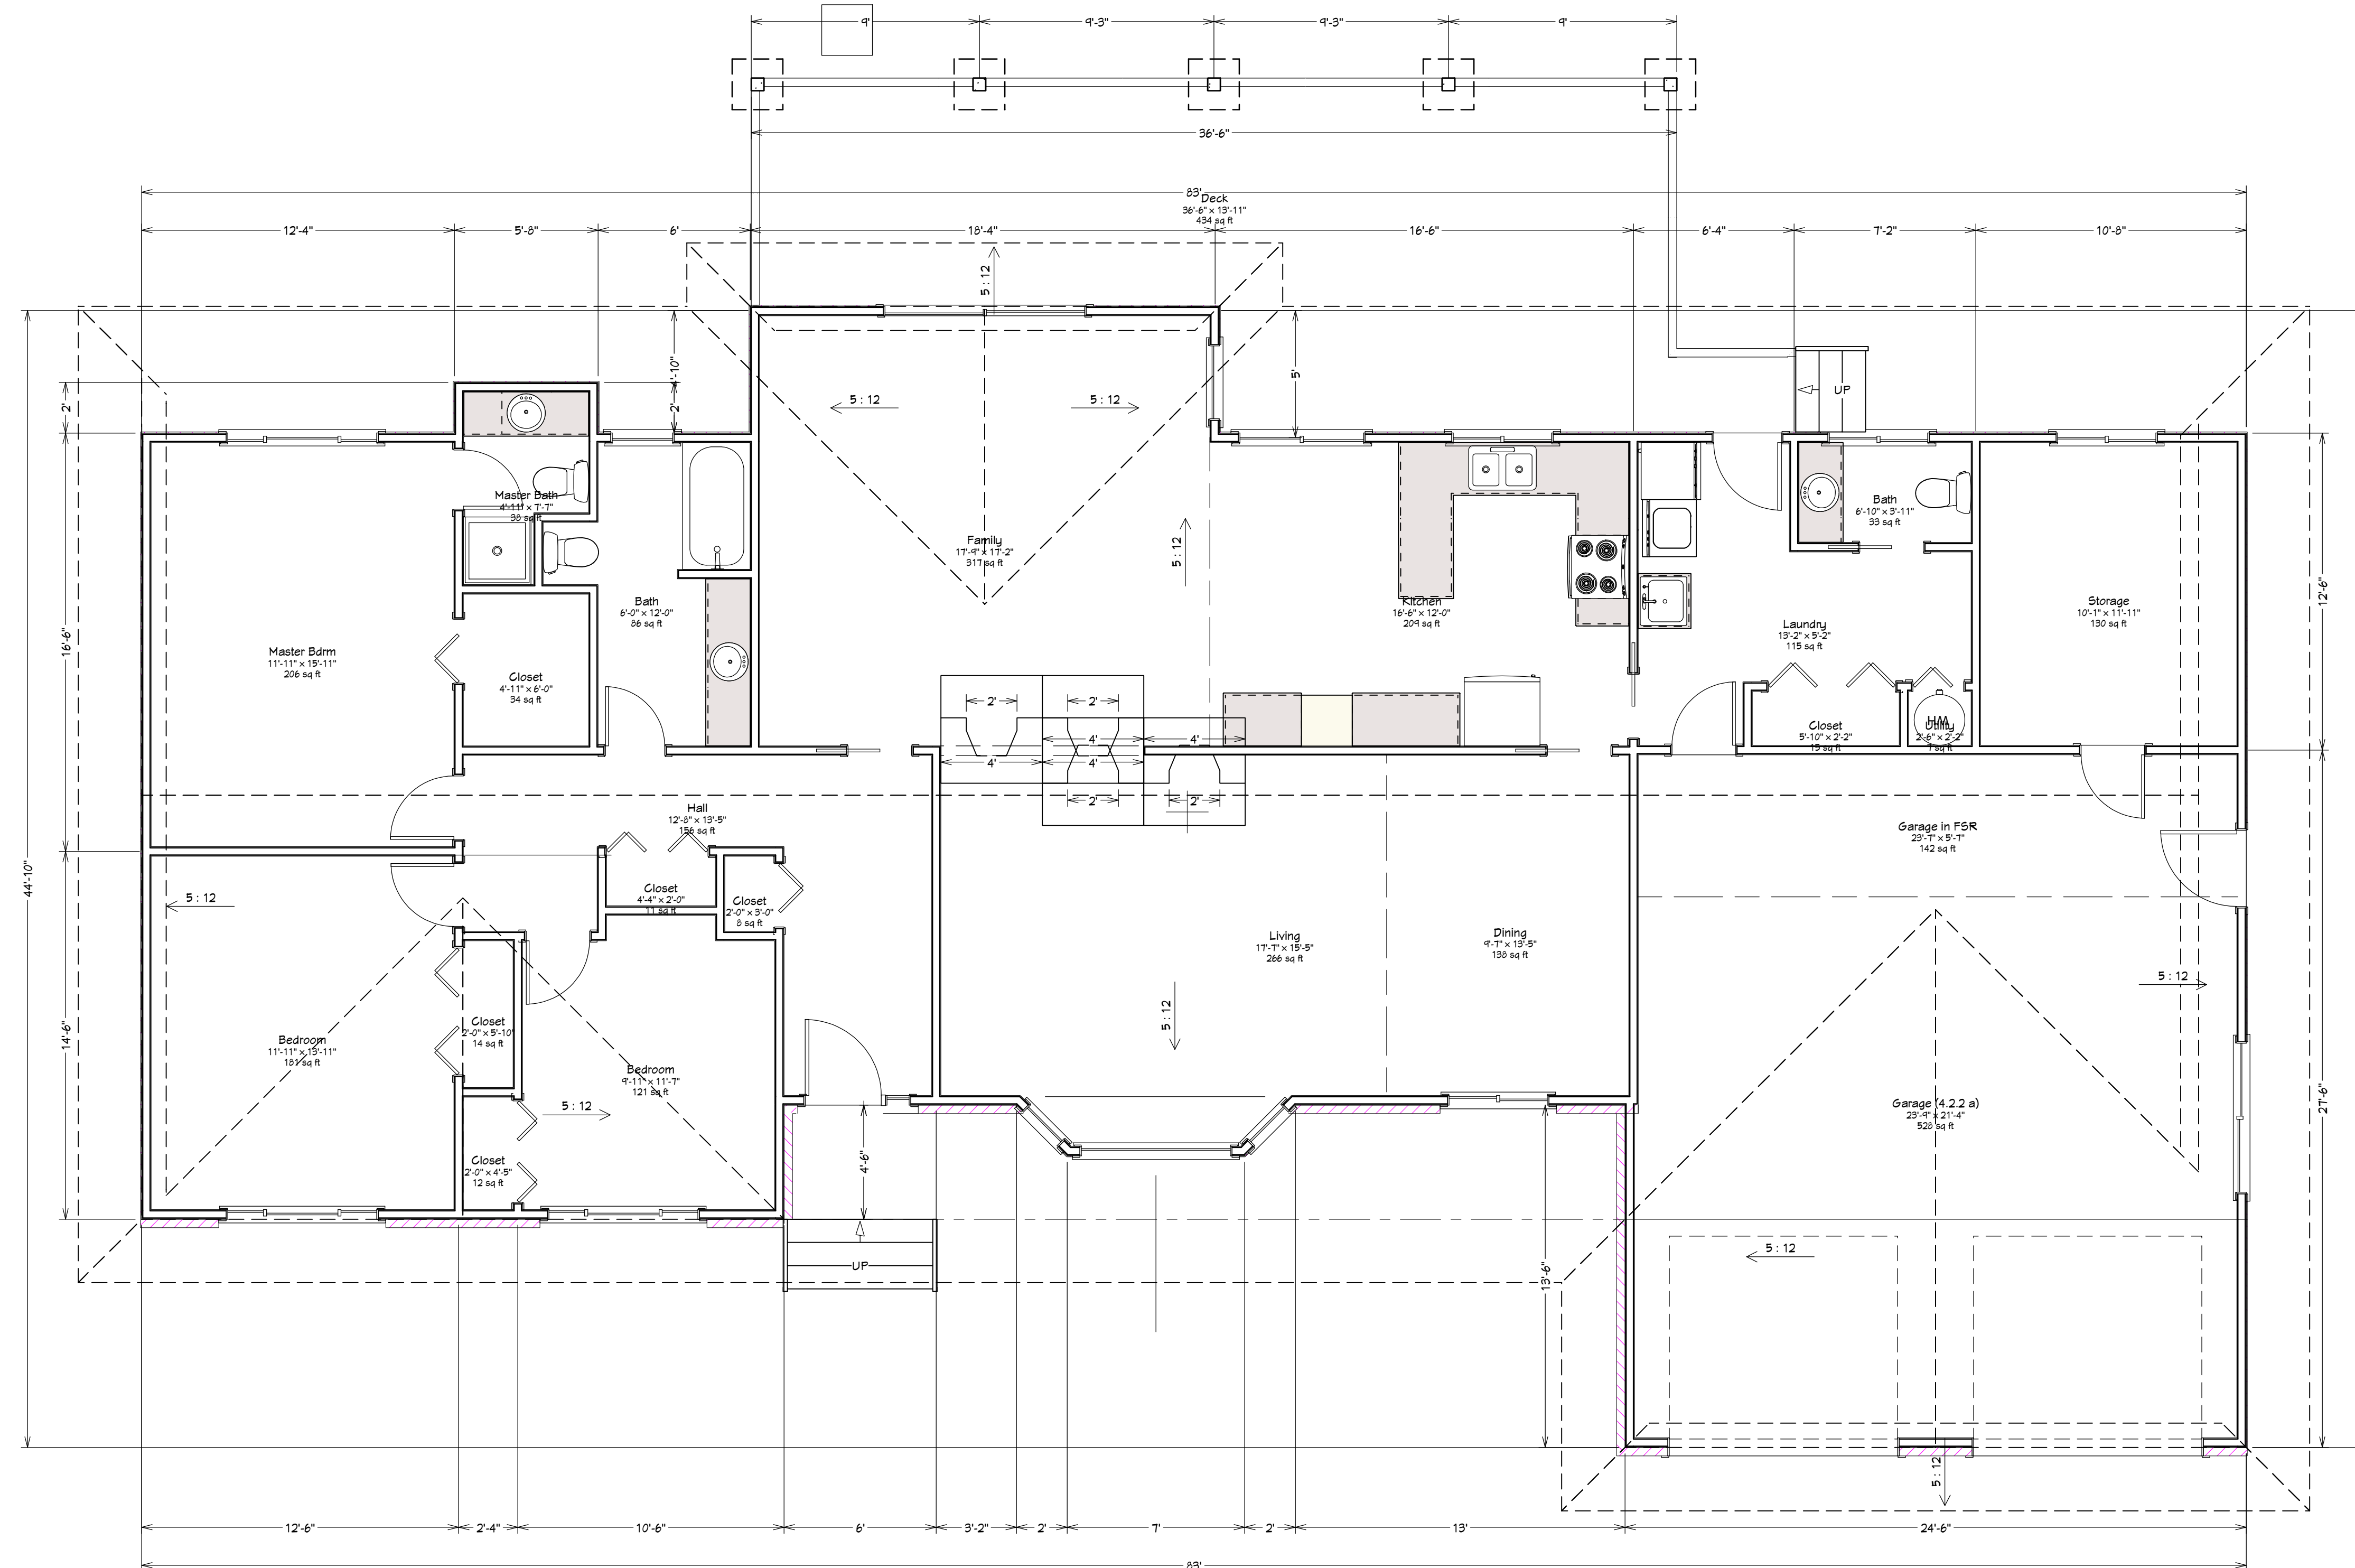 9'
9'-3"
9'-3"
9'
36'-6"
83'
Deck
36'-6" x 13'-11"
434 sq ft
12'-4"
5'-8"
6'
18'-4"
16'-6"
6'-4"
7'-2"
10'-8"
5 : 12
4'-10"
5'
2'
2'
5 : 12
5 : 12
UP
Master Bath
4'-11" x 7'-7"
38 sq ft
Bath
6'-10" x 3'-11"
33 sq ft
Family
17'-9" x 17'-2"
317 sq ft
5 : 12
Bath
6'-0" x 12'-0"
86 sq ft
Kitchen
16'-6" x 12'-0"
209 sq ft
Storage
10'-1" x 11'-11"
130 sq ft
12'-6"
Laundry
13'-2" x 5'-2"
115 sq ft
16'-6"
Master Bdrm
11'-11" x 15'-11"
206 sq ft
Closet
4'-11" x 6'-0"
34 sq ft
2'
2'
4'
4'
4'
4'
2'
2'
Closet
5'-10" x 2'-2"
13 sq ft
HW
Utility
2'-6" x 2'-2"
Hall
12'-8" x 13'-5"
156 sq ft
Garage in FSR
23'-7" x 5'-7"
142 sq ft
44'-10"
5 : 12
Closet
4'-4" x 2'-0"
11 sq ft
Closet
2'-0" x 3'-0"
8 sq ft
Living
17'-7" x 15'-5"
266 sq ft
Dining
9'-7" x 13'-5"
138 sq ft
5 : 12
5 : 12
14'-6"
Closet
2'-0" x 5'-10"
14 sq ft
Bedroom
11'-11" x 13'-11"
181 sq ft
Bedroom
9'-11" x 11'-7"
121 sq ft
5 : 12
Garage (4.2.2 a)
23'-9" x 21'-4"
528 sq ft
27'-6"
Closet
2'-0" x 4'-5"
12 sq ft
4'-6"
UP
13'-6"
5 : 12
5 : 12
12'-6"
2'-4"
10'-6"
6'
3'-2"
2'
7'
2'
13'
24'-6"
83'